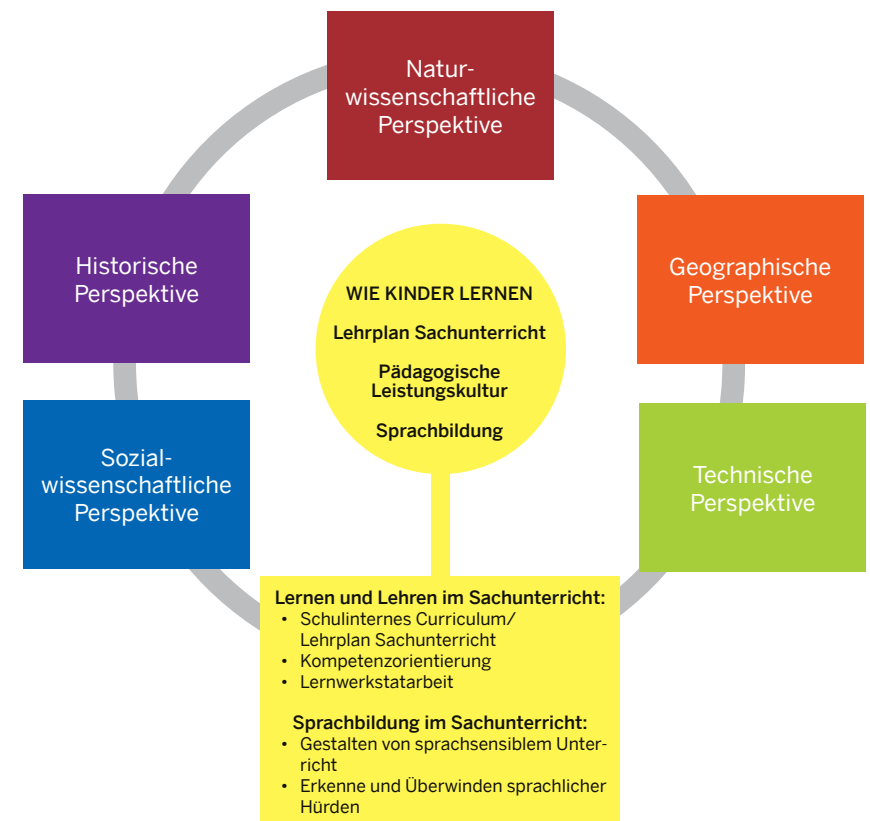 Natur-
wissenschaftliche
Perspektive
Historische
Perspektive
Geographische
Perspektive
WIE KINDER LERNEN
Lehrplan Sachunterricht
Pädagogische
Leistungskultur
Sprachbildung
Sozial-
wissenschaftliche
Perspektive
Technische
Perspektive
Lernen und Lehren im Sachunterricht:
• Schulinternes Curriculum/
Lehrplan Sachunterricht
• Kompetenzorientierung
• Lernwerkstatarbeit
Sprachbildung im Sachunterricht:
• Gestalten von sprachsensiblem Unter-
richt
• Erkenne und Überwinden sprachlicher
Hürden